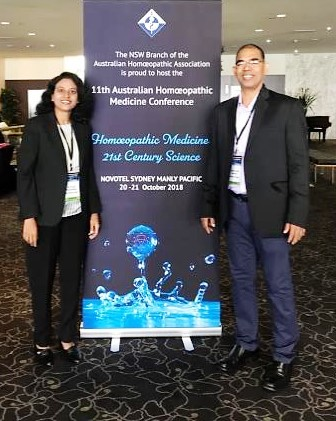 The NSW Branch of the
Australian Homœopathic Association
is proud to host the
11th Australian Homœopathic
Medicine Conference
Homœopathic Medicine
21st Century Science
NOVOTEL SYDNEY MANLY PACIFIC
20 -21 October 2018